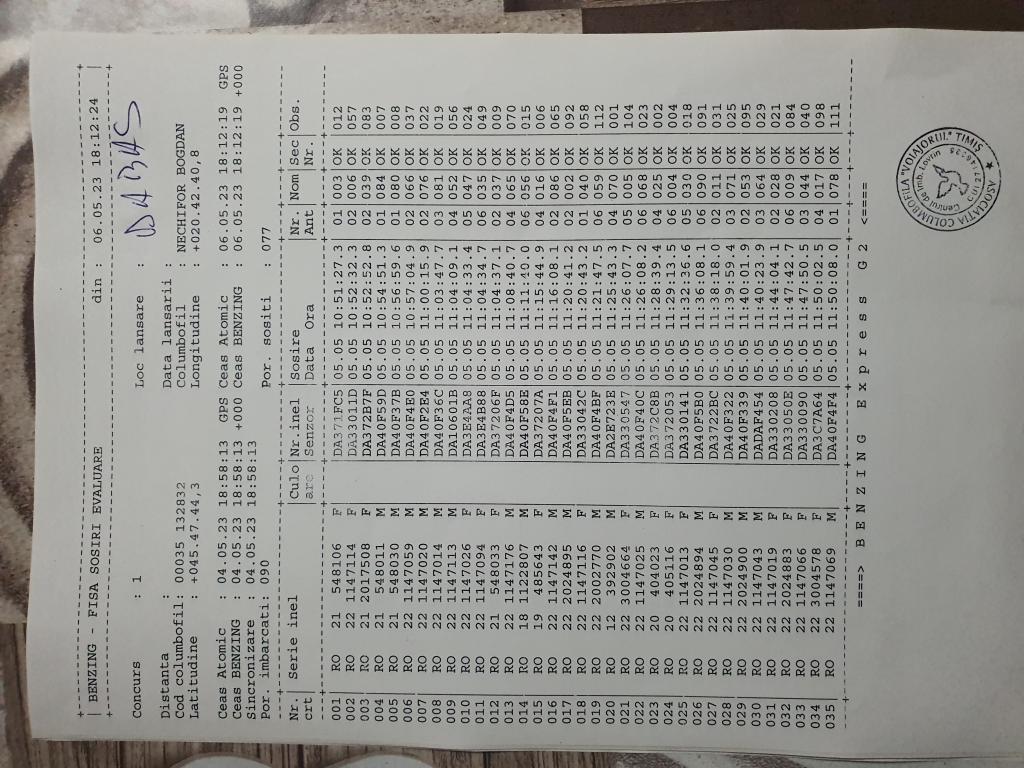 BENZING - FISA SOSIRI EVALUARE din : 06.05.23 18:12:24
Concurs : 1 Loc lansare :
Distanta : Data lansarii :
Cod columbofil: 00035 132832 Columbofil : NECHIPOR BOGDAN
Latitudine : +045.47.44,3 Longitudine : +020.42.40,8
Ceas Atomic : 04.05.23 18:58:13 GPS Ceas Atomic : 06.05.23 18:12:19 GPS
Ceas BENZING : 04.05.23 18:58:13 +000 Ceas BENZING : 06.05.23 18:12:19 +000
Sincronizare : 04.05.23 18:58:13
Por. imbarcati: 090 Por. sositi : 077
Nr.| Serie inel |Culo|Nr.inel |Sosire |Nr. |Nom |Sec|Obs.
crt| |are |Senzor |Data Ora |Ant | |Nr.|
001 RO 21 548106 F DA371FC5 05.05 10:51:27.3 01 003 OK 012
002 RO 22 1147114 F DA33011D 05.05 10:52:32.3 02 006 OK 057
003 RO 21 2017508 F DA372B7F 05.05 10:52:52.8 02 039 OK 083
004 RO 21 548011 M DA40F59D 05.05 10:54:51.3 01 084 OK 007
005 RO 21 548030 M DA40F37B 05.05 10:56:59.6 01 080 OK 008
006 RO 22 1147059 M DA40F4E0 05.05 10:57:04.9 02 066 OK 037
007 RO 22 1147020 M DA40F2E4 05.05 11:00:15.9 02 076 OK 022
008 RO 22 1147014 M DA40F36C 05.05 11:03:47.7 03 081 OK 019
009 RO 22 1147113 M DA10601B 05.05 11:04:09.1 04 052 OK 056
010 RO 22 1147026 F DA3E4AA8 05.05 11:04:33.4 05 047 OK 024
011 RO 22 1147094 F DA3E4B88 05.05 11:04:34.7 06 035 OK 049
012 RO 21 548033 F DA37206F 05.05 11:04:37.1 02 037 OK 009
013 RO 22 1147176 M DA40F4D5 05.05 11:08:40.7 04 065 OK 070
014 RO 18 1122807 M DA40F58E 05.05 11:11:40.0 06 056 OK 015
015 RO 19 485643 F DA37207A 05.05 11:15:44.9 04 016 OK 006
016 RO 22 1147142 M DA40F4F1 05.05 11:16:08.1 02 086 OK 065
017 RO 22 2024895 M DA40F5EB 05.05 11:20:41.2 06 002 OK 092
018 RO 22 1147115 F DA33042C 05.05 11:20:43.2 01 040 OK 058
019 RO 22 2002770 M DA40F4BF 05.05 11:21:47.5 06 059 OK 112
020 RO 12 392902 M DA2E723E 05.05 11:25:43.3 04 070 OK 001
021 RO 22 3004664 F DA330547 05.05 11:26:07.7 05 005 OK 104
022 RO 22 1147025 M DA40F40C 05.05 11:26:08.2 06 068 OK 023
023 RO 20 404023 F DA372C8B 05.05 11:28:39.4 04 025 OK 002
024 RO 20 405116 F DA372053 05.05 11:29:13.5 06 004 OK 004
025 RO 22 1147013 F DA330141 05.05 11:32:36.6 05 030 OK 018
026 RO 22 2024894 M DA40F5B0 05.05 11:36:08.1 06 090 OK 091
027 RO 22 1147045 F DA3722BC 05.05 11:38:18.0 02 011 OK 031
028 RO 22 1147030 M DA40F322 05.05 11:39:59.4 03 071 OK 025
029 RO 22 2024900 M DA40F339 05.05 11:40:01.9 02 053 OK 095
030 RO 22 1147043 M DADAF454 05.05 11:40:23.9 03 064 OK 029
031 RO 22 1147019 F DA330208 05.05 11:44:04.1 02 028 OK 021
032 RO 22 2024883 F DA33050E 05.05 11:47:42.7 06 009 OK 084
033 RO 22 1147066 F DA330090 05.05 11:47:50.5 03 044 OK 040
034 RO 22 3004578 F DA3C7A64 05.05 11:50:02.5 04 017 OK 098
035 RO 22 1147069 M DA40F4F4 05.05 11:50:08.0 01 078 OK 111
====> B E N Z I N G E x p r e s s G 2 <====
ASOCIATIA COLUMBOFILA "VOIAJORUL" TIMIS
Centrul de imb. Lovrin